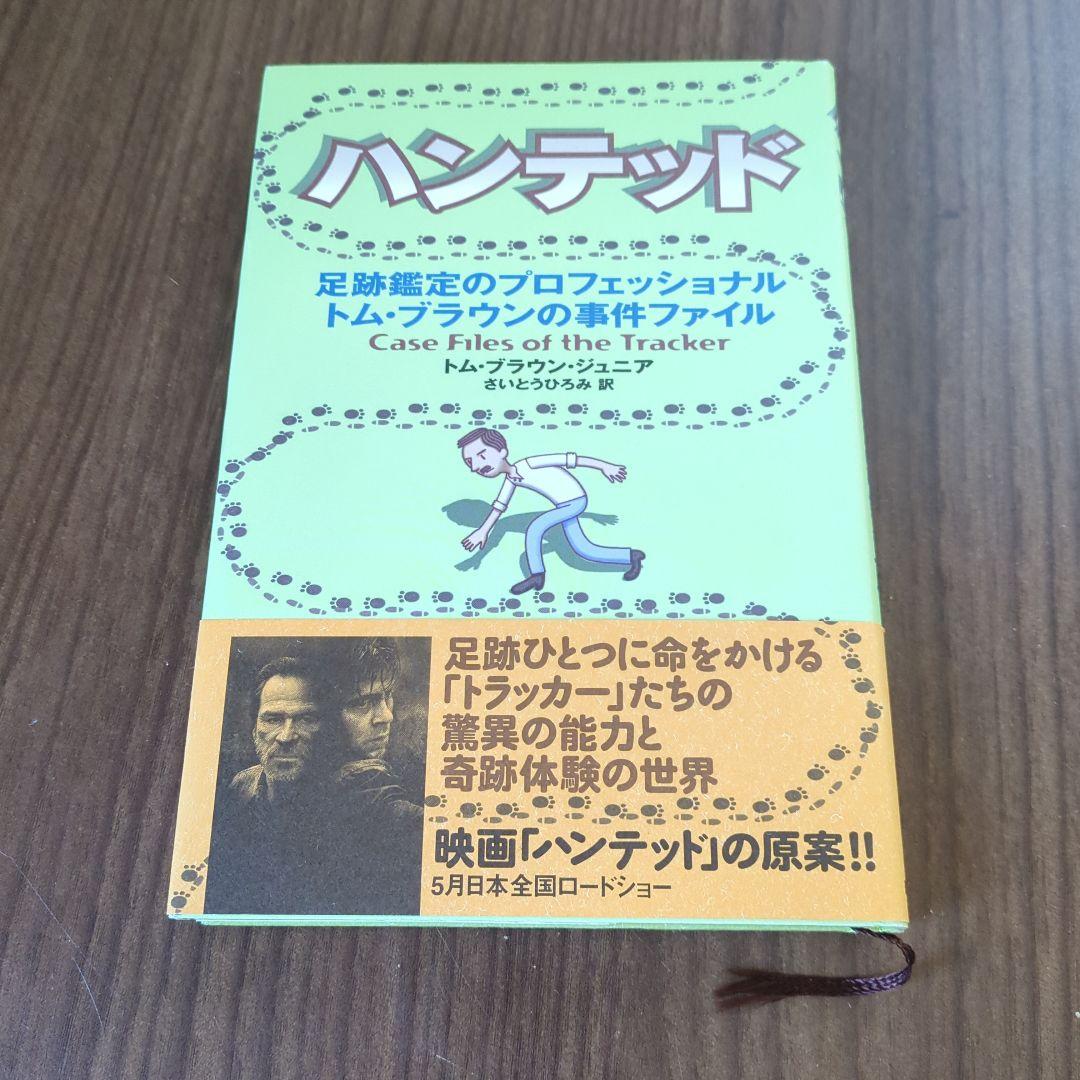 ハンテッド
足跡鑑定のプロフェッショナル
トム・ブラウンの事件ファイル
Case Files of the Tracker
トム・ブラウン・ジュニア
さいとうひろみ 訳
足跡ひとつに命をかける
「トラッカー」たちの
驚異の能力と
奇跡体験の世界
映画「ハンテッド」の原案!!
5月日本全国ロードショー